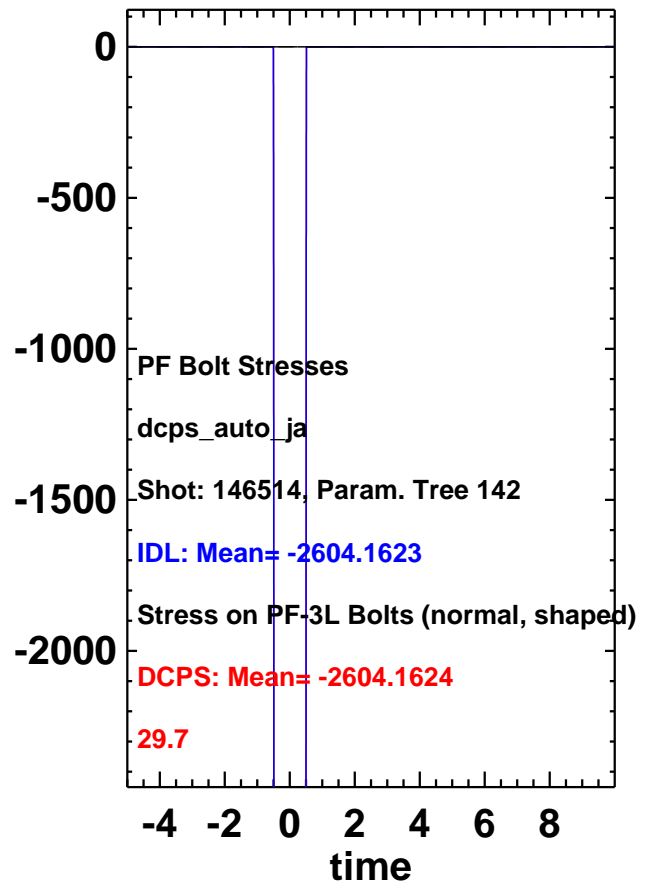 0
-500
-1000
PF Bolt Stresses
dcps_auto_ja
-1500
Shot: 146514, Param. Tree 142
IDL: Mean= -2604.1623
Stress on PF-3L Bolts (normal, shaped)
-2000
DCPS: Mean= -2604.1624
29.7
-4 -2 0 2 4 6 8
time